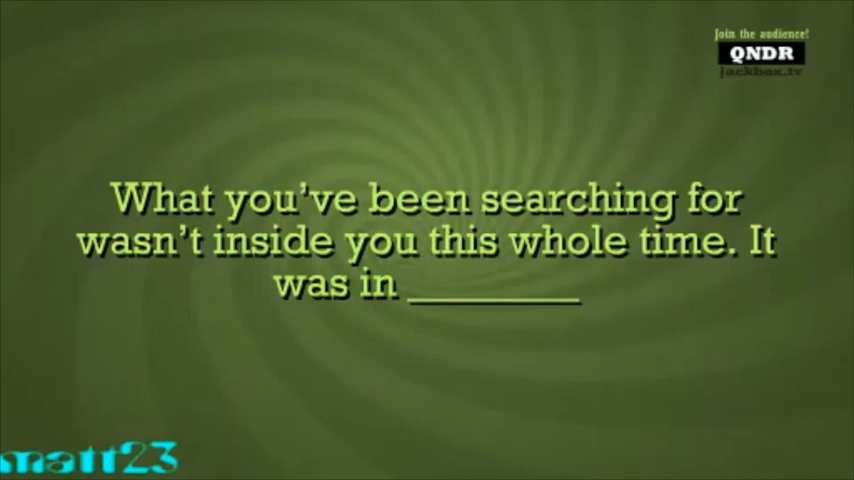 Join the audience!
QNDR
jackbox.tv
What you've been searching for
wasn't inside you this whole time. It
was in ________
matt23